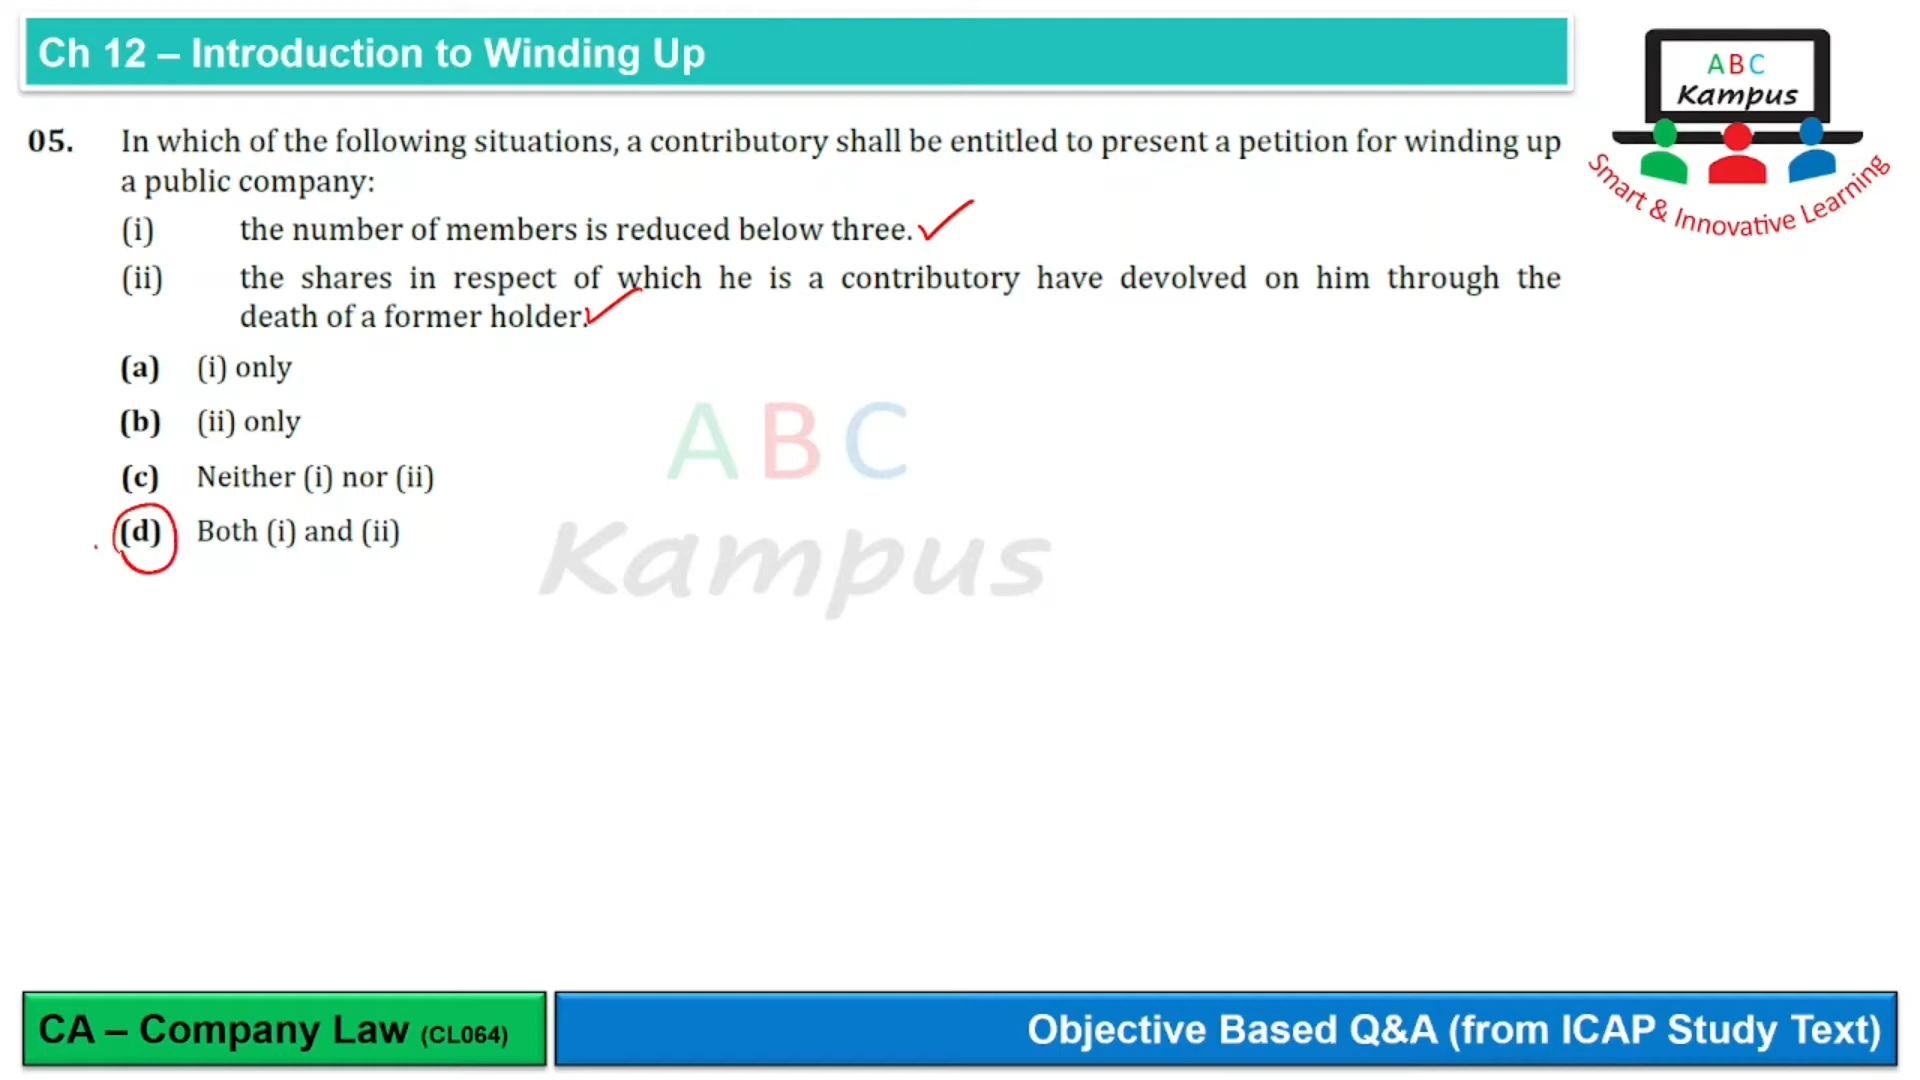 Ch 12 – Introduction to Winding Up
A B C
Kampus
Smart & Innovative Learning
05. In which of the following situations, a contributory shall be entitled to present a petition for winding up
a public company:
(i) the number of members is reduced below three.
(ii) the shares in respect of which he is a contributory have devolved on him through the
death of a former holder.
(a) (i) only
(b) (ii) only
(c) Neither (i) nor (ii)
(d) Both (i) and (ii)
A B C
Kampus
CA – Company Law (CL064)
Objective Based Q&A (from ICAP Study Text)